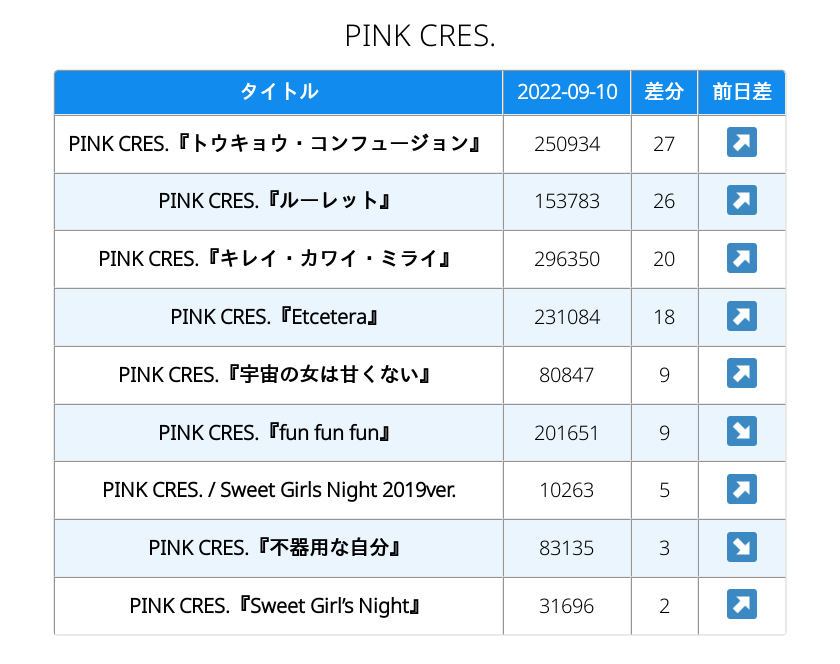 PINK CRES.
タイトル 2022-09-10 差分 前日差
PINK CRES.『トウキョウ・コンフュージョン』 250934 27 ↗
PINK CRES.『ルーレット』 153783 26 ↗
PINK CRES.『キレイ・カワイ・ミライ』 296350 20 ↗
PINK CRES.『Etcetera』 231084 18 ↗
PINK CRES.『宇宙の女は甘くない』 80847 9 ↗
PINK CRES.『fun fun fun』 201651 9 ↘
PINK CRES. / Sweet Girls Night 2019ver. 10263 5 ↗
PINK CRES.『不器用な自分』 83135 3 ↘
PINK CRES.『Sweet Girl’s Night』 31696 2 ↗